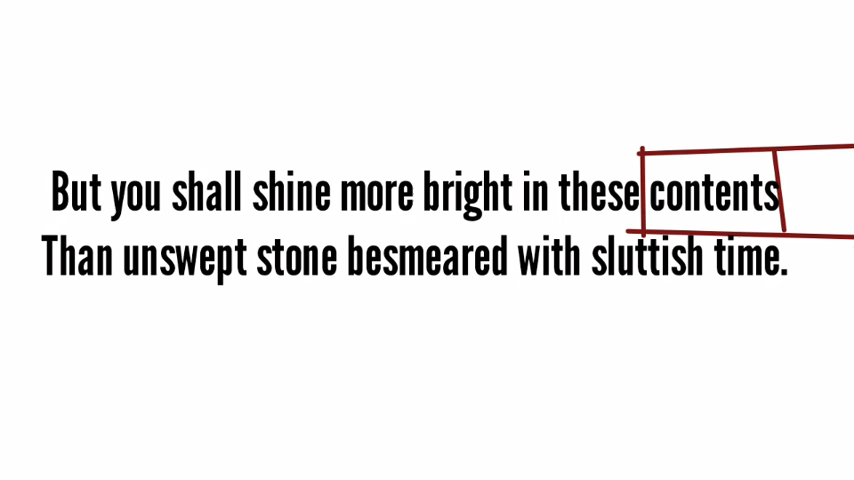 But you shall shine more bright in these contents
Than unswept stone besmeared with sluttish time.